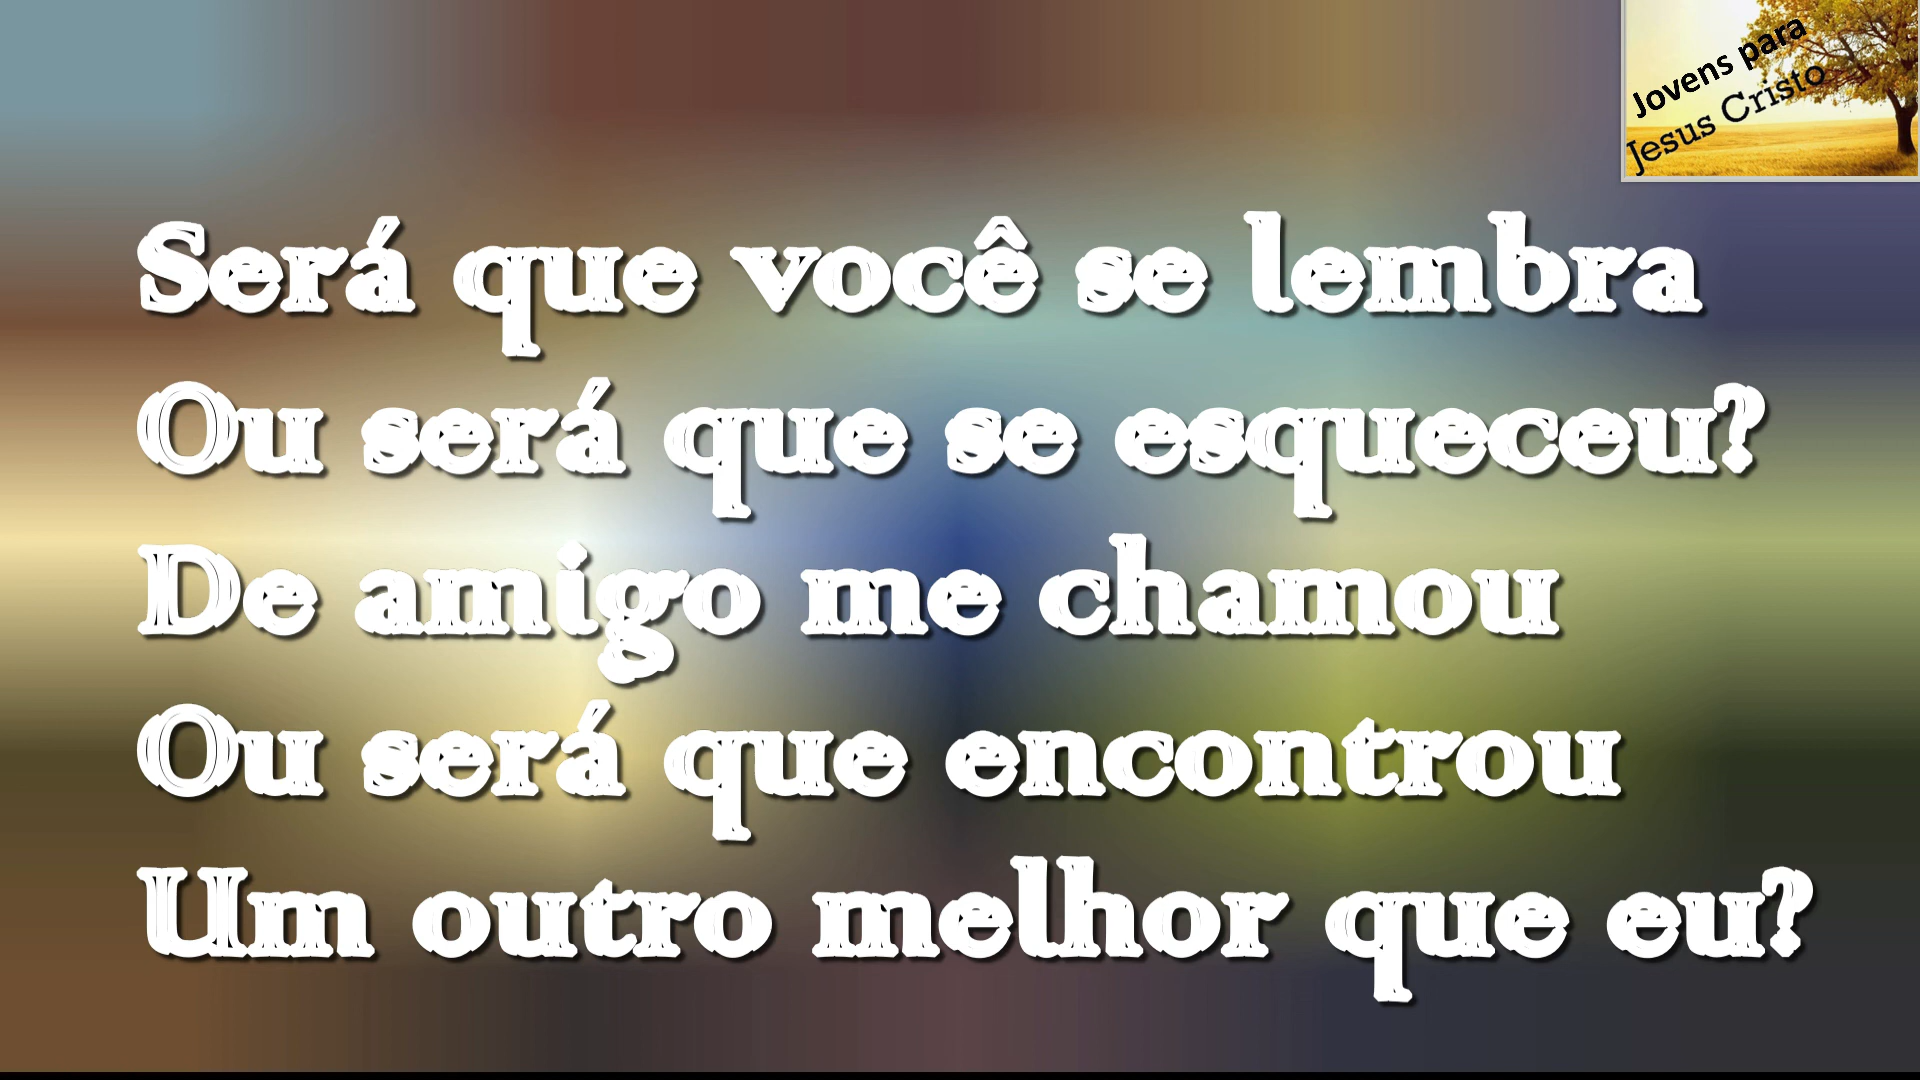 Jovens para
Jesus Cristo
Será que você se lembra
Ou será que se esqueceu?
De amigo me chamou
Ou será que encontrou
Um outro melhor que eu?